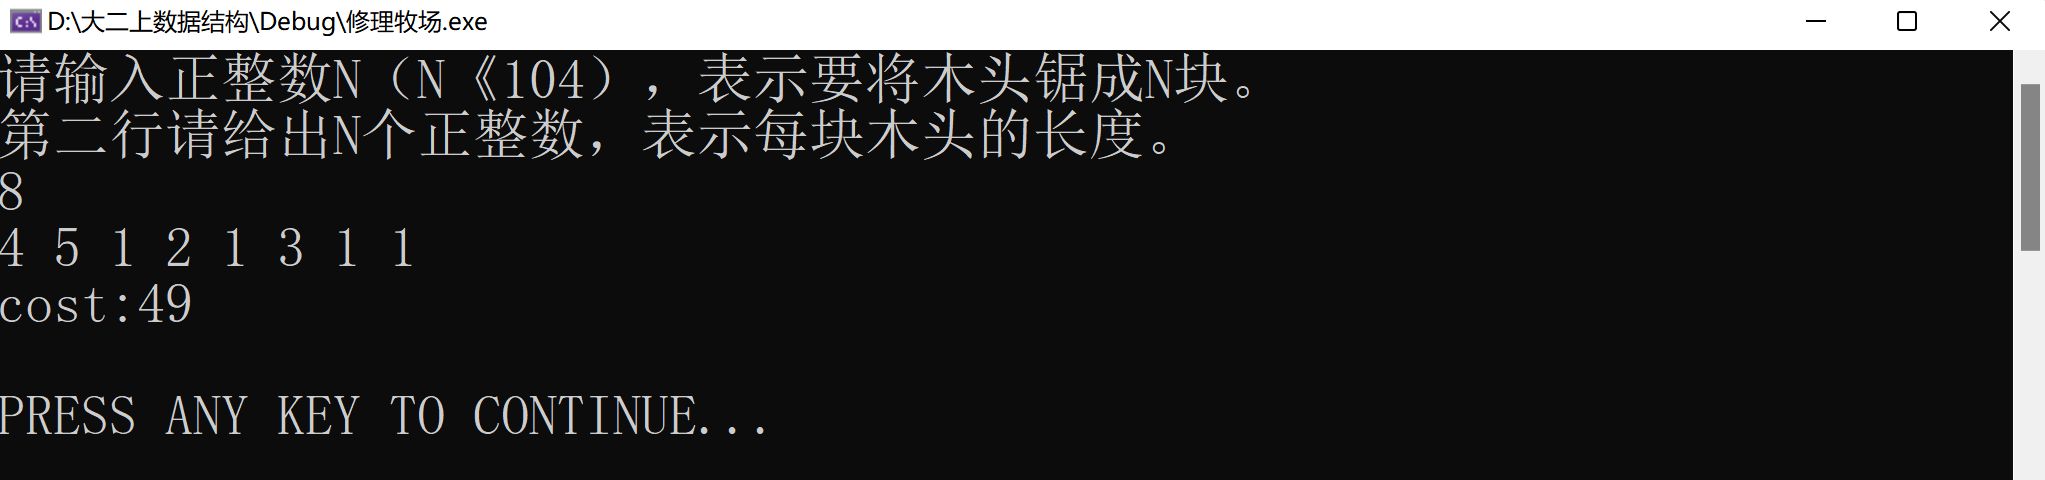 D:\大二上数据结构\Debug\修理牧场.exe
请输入正整数N（N《104），表示要将木头锯成N块。
第二行请给出N个正整数，表示每块木头的长度。
8
4 5 1 2 1 3 1 1
cost:49
PRESS ANY KEY TO CONTINUE...